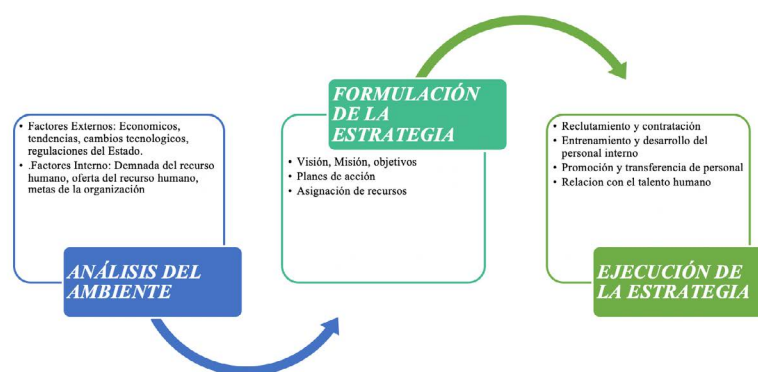 • Factores Externos: Economicos,
tendencias, cambios tecnologicos,
regulaciones del Estado.
• .Factores Interno: Demnada del recurso
humano, oferta del recurso humano,
metas de la organización
ANÁLISIS DEL
AMBIENTE
FORMULACIÓN
DE LA
ESTRATEGIA
• Visión, Misión, objetivos
• Planes de acción
• Asignación de recursos
• Reclutamiento y contratación
• Entrenamiento y desarrollo del
personal interno
• Promoción y transferencia de personal
• Relacion con el talento humano
EJECUCIÓN DE
LA ESTRATEGIA